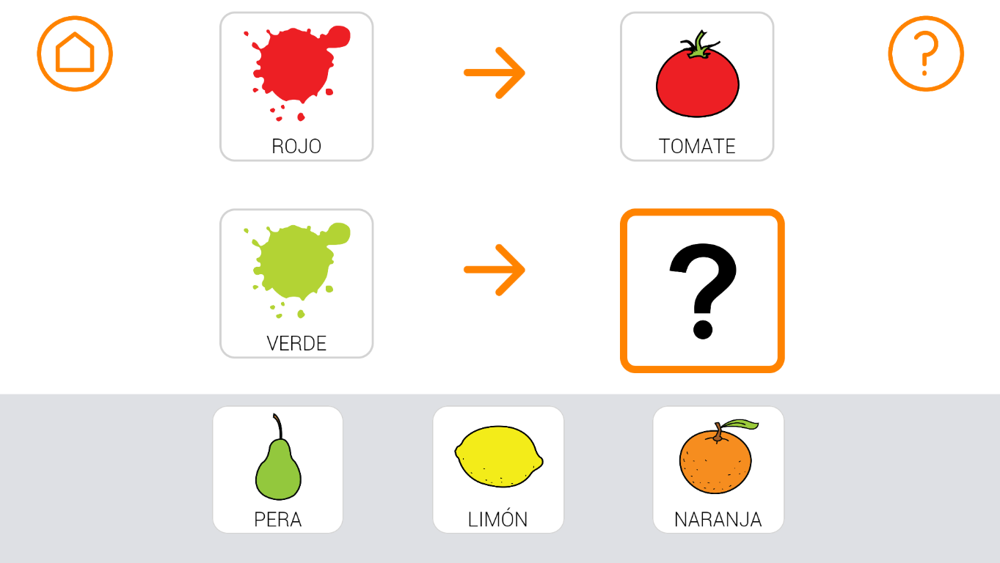 ROJO
TOMATE
VERDE
?
PERA
LIMÓN
NARANJA